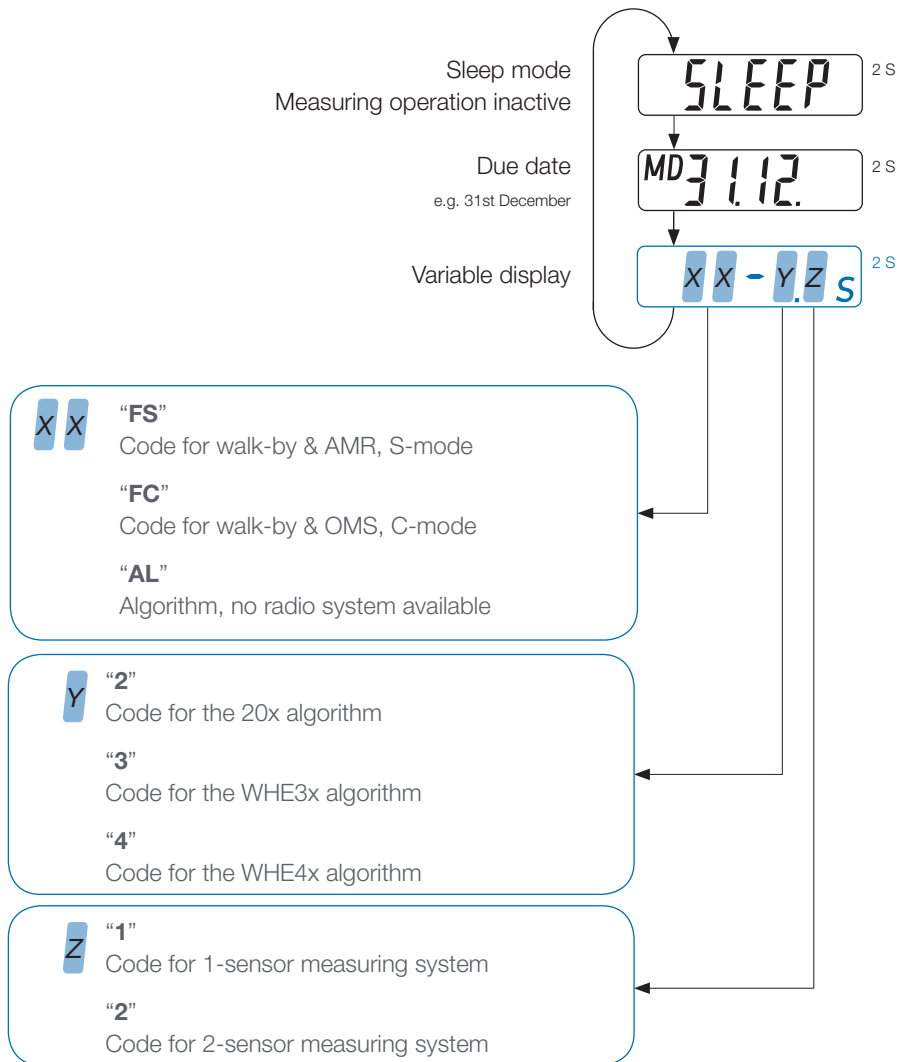 Sleep mode
Measuring operation inactive
SLEEP
2 S
Due date
e.g. 31st December
MD 31.12.
2 S
Variable display
X X - Y.Z S
2 S
X X
“FS”
Code for walk-by & AMR, S-mode
“FC”
Code for walk-by & OMS, C-mode
“AL”
Algorithm, no radio system available
Y
“2”
Code for the 20x algorithm
“3”
Code for the WHE3x algorithm
“4”
Code for the WHE4x algorithm
Z
“1”
Code for 1-sensor measuring system
“2”
Code for 2-sensor measuring system